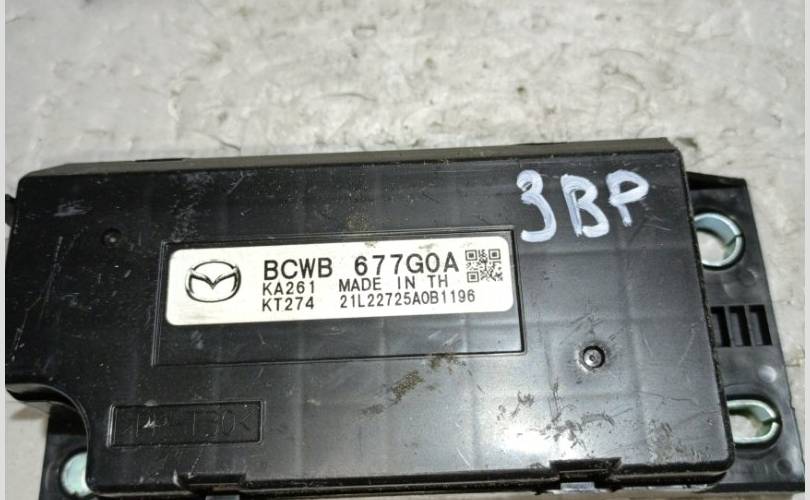 3BP
BCWB 677G0A
KA261 MADE IN TH
KT274 21L22725A0B1196